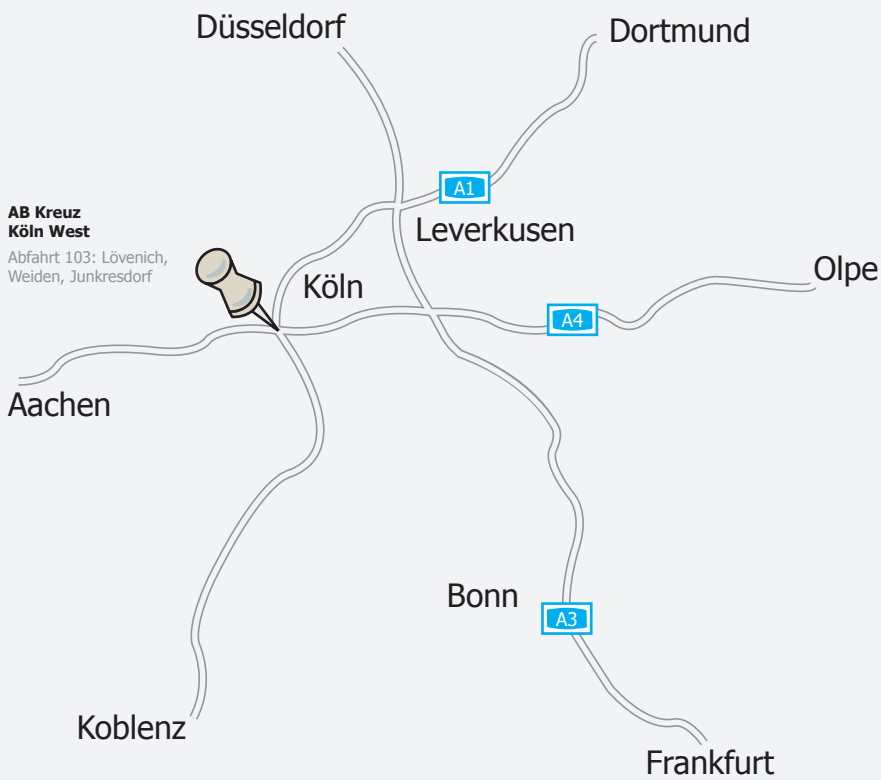 Düsseldorf
Dortmund
A1
AB Kreuz
Köln West
Abfahrt 103: Lövenich,
Weiden, Junkresdorf
Leverkusen
Olpe
Köln
A4
Aachen
Bonn
A3
Koblenz
Frankfurt